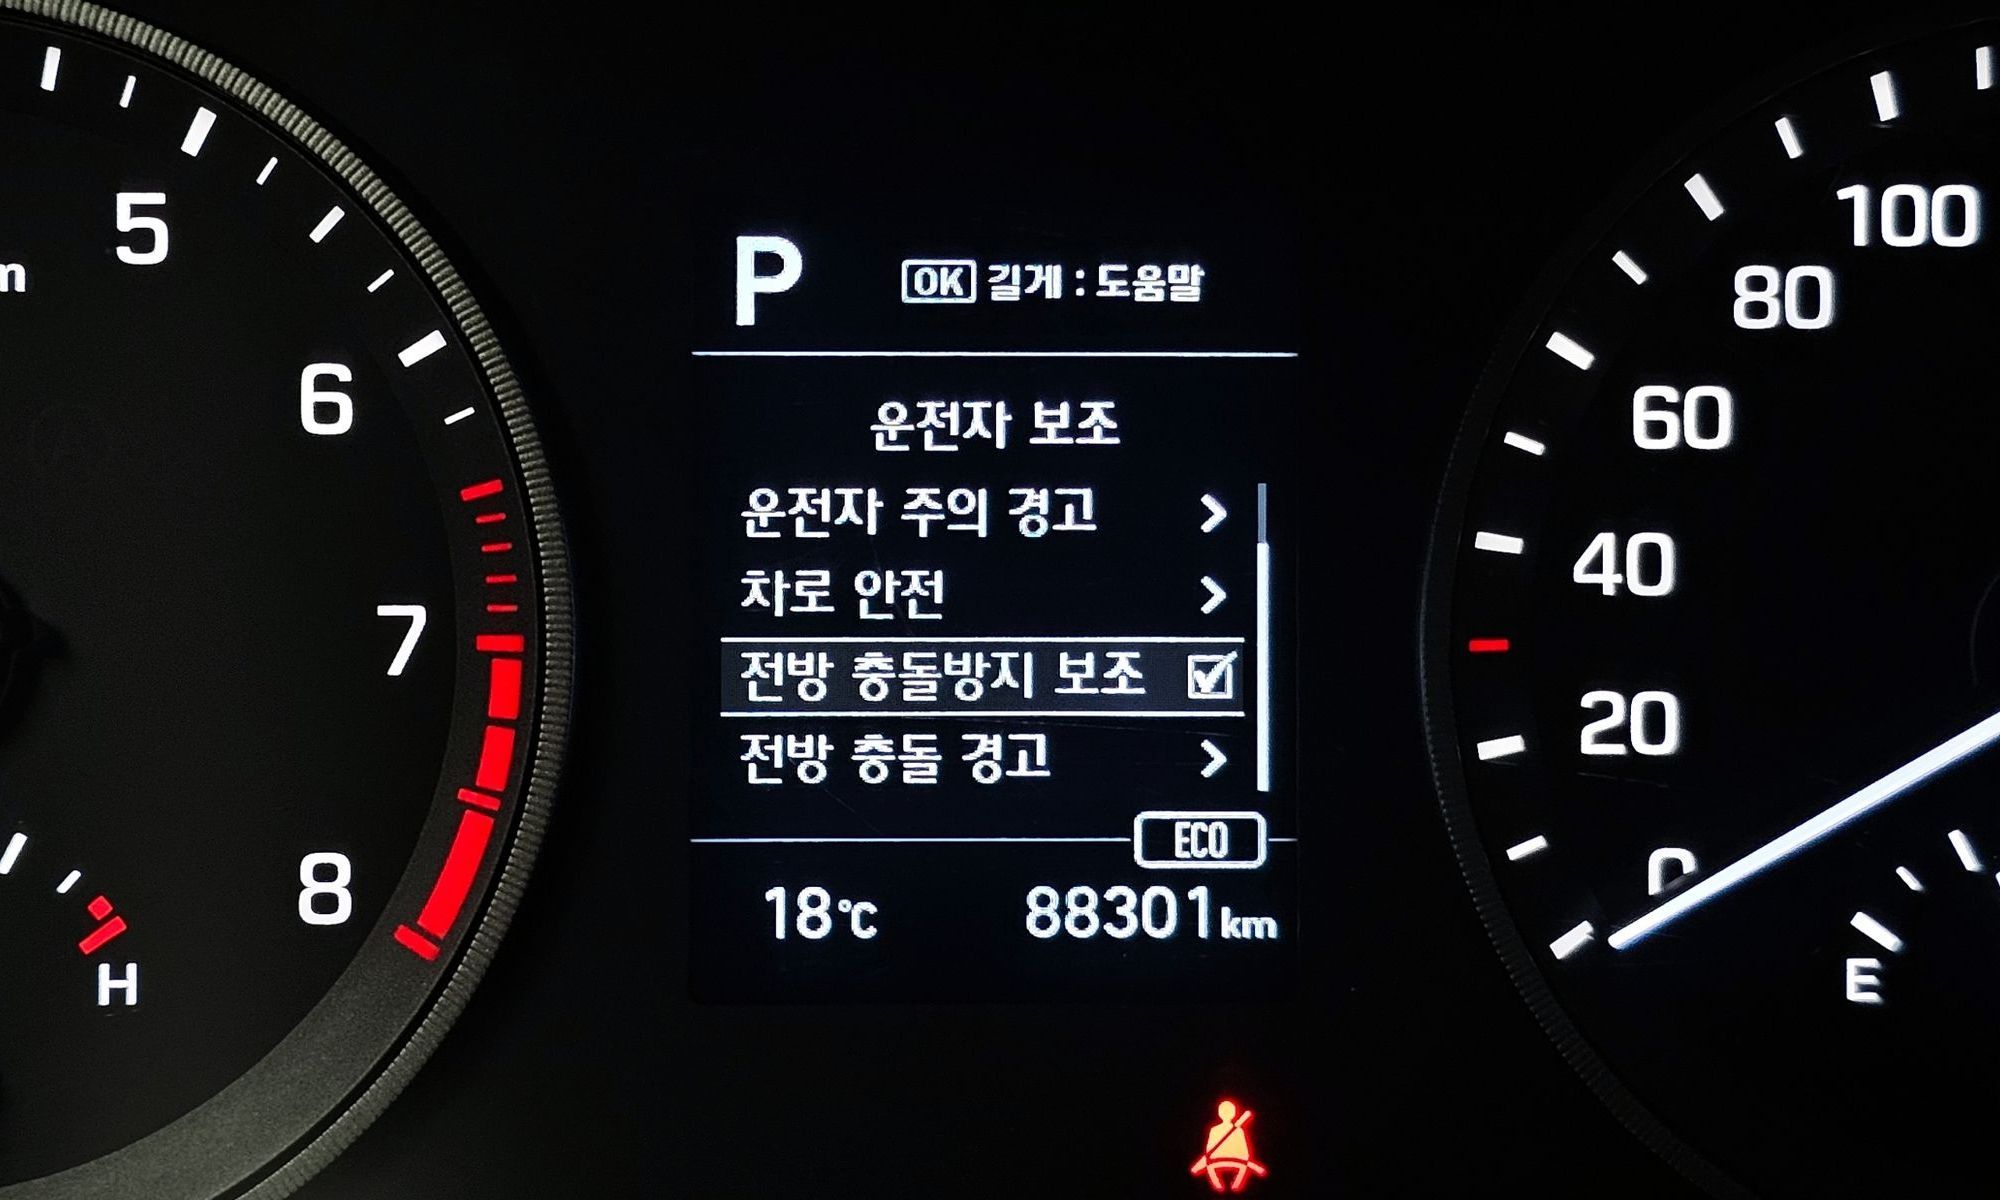 P
OK 길게 : 도움말
운전자 보조
운전자 주의 경고
차로 안전
전방 충돌방지 보조
전방 충돌 경고
ECO
18°C 88301km
5
6
7
8
H
100
80
60
40
20
0
E